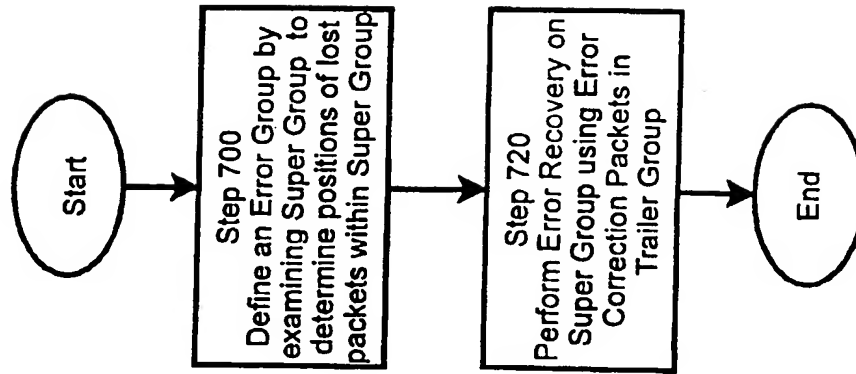 Start
Step 700
Define an Error Group by
examining Super Group to
determine positions of lost
packets within Super Group
Step 720
Perform Error Recovery on
Super Group using Error
Correction Packets in
Trailer Group
End